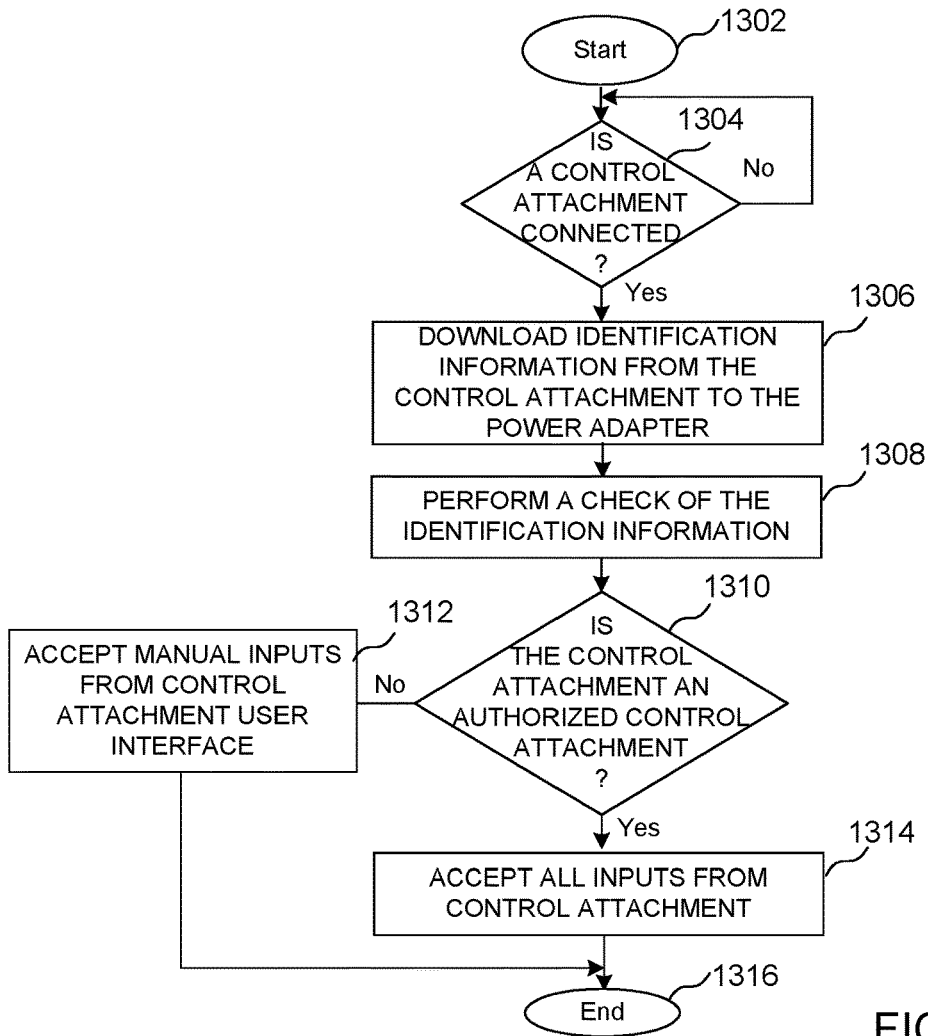 1302
Start
1304
IS
A CONTROL
ATTACHMENT
CONNECTED
?
No
Yes
1306
DOWNLOAD IDENTIFICATION
INFORMATION FROM THE
CONTROL ATTACHMENT TO THE
POWER ADAPTER
1308
PERFORM A CHECK OF THE
IDENTIFICATION INFORMATION
1310
IS
THE CONTROL
ATTACHMENT AN
AUTHORIZED CONTROL
ATTACHMENT
?
1312
No
ACCEPT MANUAL INPUTS
FROM CONTROL
ATTACHMENT USER
INTERFACE
Yes
1314
ACCEPT ALL INPUTS FROM
CONTROL ATTACHMENT
1316
End